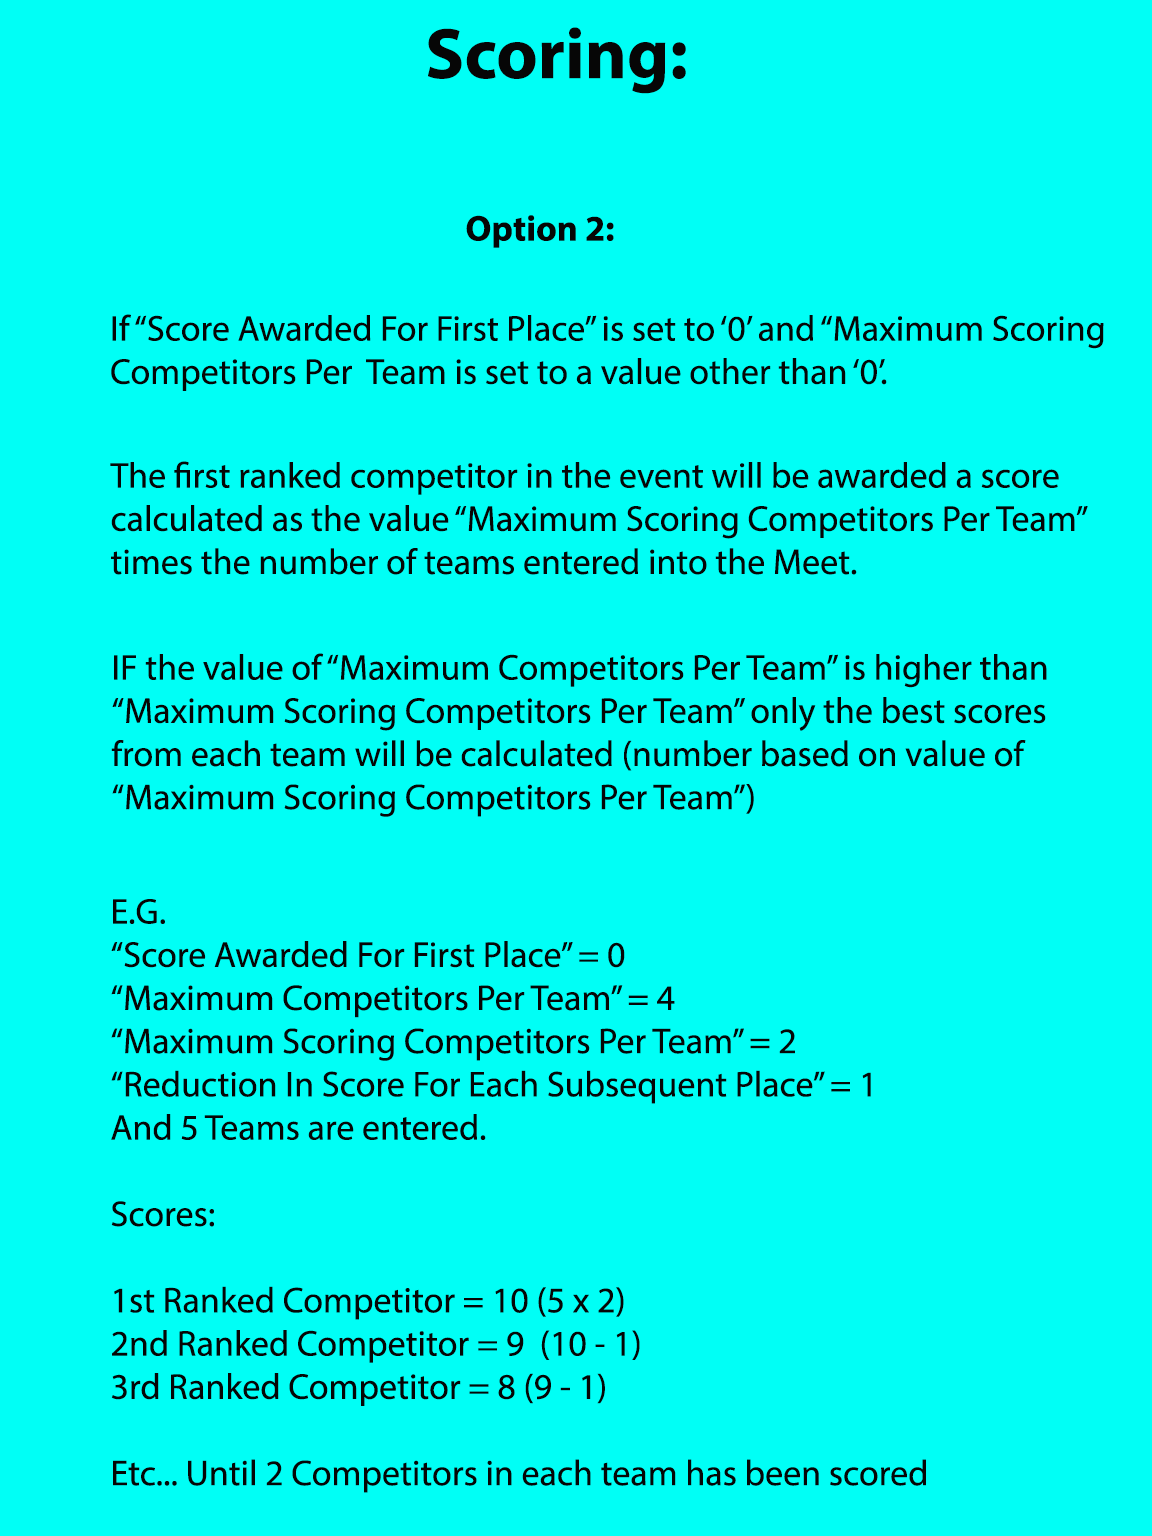 Scoring:
Option 2:
If “Score Awarded For First Place” is set to ‘0’ and “Maximum Scoring
Competitors Per  Team is set to a value other than ‘0’.
The first ranked competitor in the event will be awarded a score
calculated as the value “Maximum Scoring Competitors Per Team”
times the number of teams entered into the Meet.
IF the value of “Maximum Competitors Per Team” is higher than
“Maximum Scoring Competitors Per Team” only the best scores
from each team will be calculated (number based on value of
“Maximum Scoring Competitors Per Team”)
E.G.
“Score Awarded For First Place” = 0
“Maximum Competitors Per Team” = 4
“Maximum Scoring Competitors Per Team” = 2
“Reduction In Score For Each Subsequent Place” = 1
And 5 Teams are entered.
Scores:
1st Ranked Competitor = 10 (5 x 2)
2nd Ranked Competitor = 9  (10 - 1)
3rd Ranked Competitor = 8 (9 - 1)
Etc... Until 2 Competitors in each team has been scored